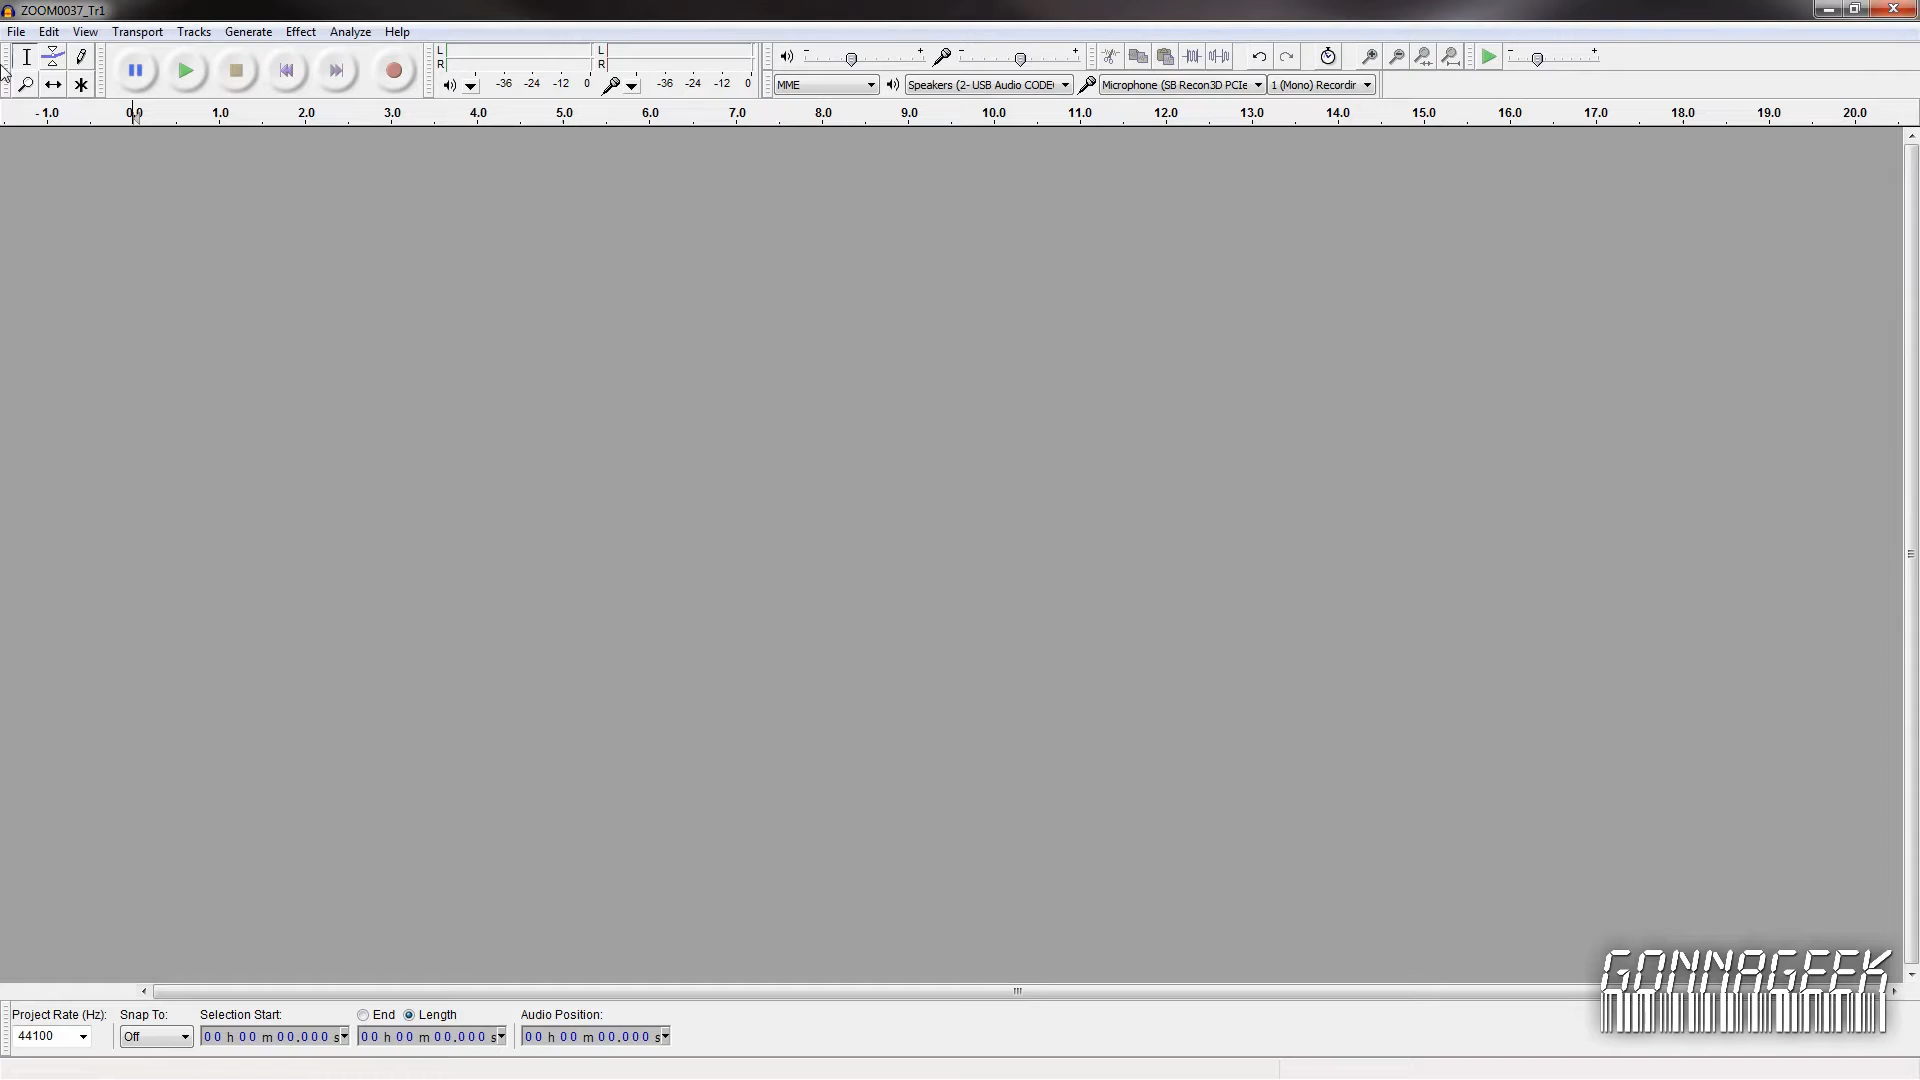 ZOOM0037_Tr1
File Edit View Transport Tracks Generate Effect Analyze Help
L L
R R
-36 -24 -12 0 -36 -24 -12 0
MME Speakers (2- USB Audio CODEC Microphone (SB Recon3D PCIe 1 (Mono) Recordin
- 1.0 0.0 1.0 2.0 3.0 4.0 5.0 6.0 7.0 8.0 9.0 10.0 11.0 12.0 13.0 14.0 15.0 16.0 17.0 18.0 19.0 20.0
GONNAGEEK
Project Rate (Hz): Snap To: Selection Start: End Length Audio Position:
44100 Off 00 h 00 m 00.000 s 00 h 00 m 00.000 s 00 h 00 m 00.000 s